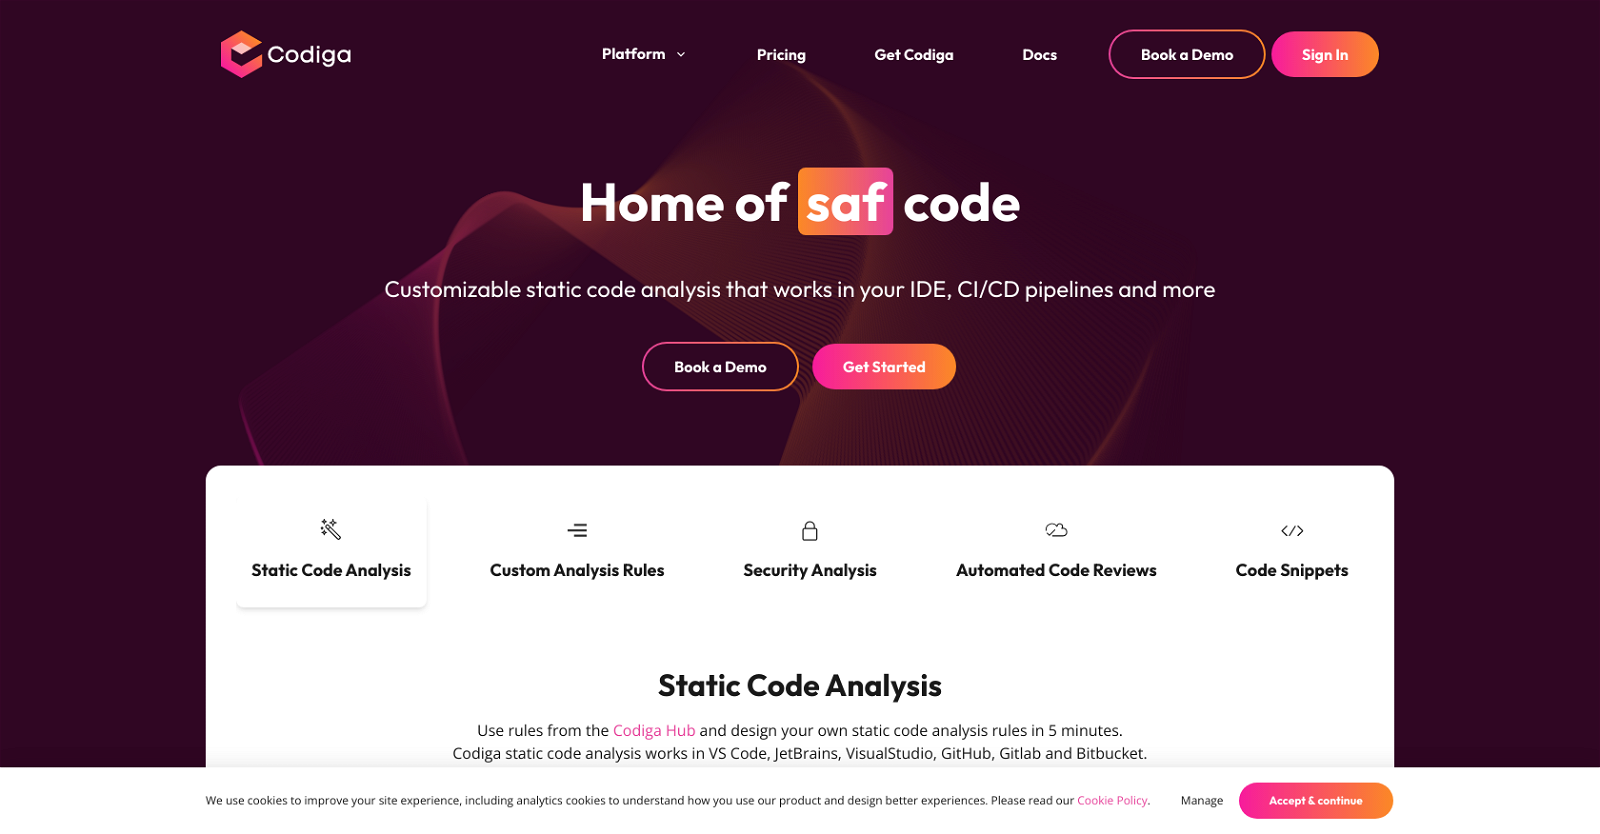 Codiga
Platform
Pricing
Get Codiga
Docs
Book a Demo
Sign In
Home of saf code
Customizable static code analysis that works in your IDE, CI/CD pipelines and more
Book a Demo
Get Started
Static Code Analysis
Custom Analysis Rules
Security Analysis
Automated Code Reviews
Code Snippets
Static Code Analysis
Use rules from the Codiga Hub and design your own static code analysis rules in 5 minutes.
Codiga static code analysis works in VS Code, JetBrains, VisualStudio, GitHub, Gitlab and Bitbucket.
We use cookies to improve your site experience, including analytics cookies to understand how you use our product and design better experiences. Please read our Cookie Policy.
Manage
Accept & continue